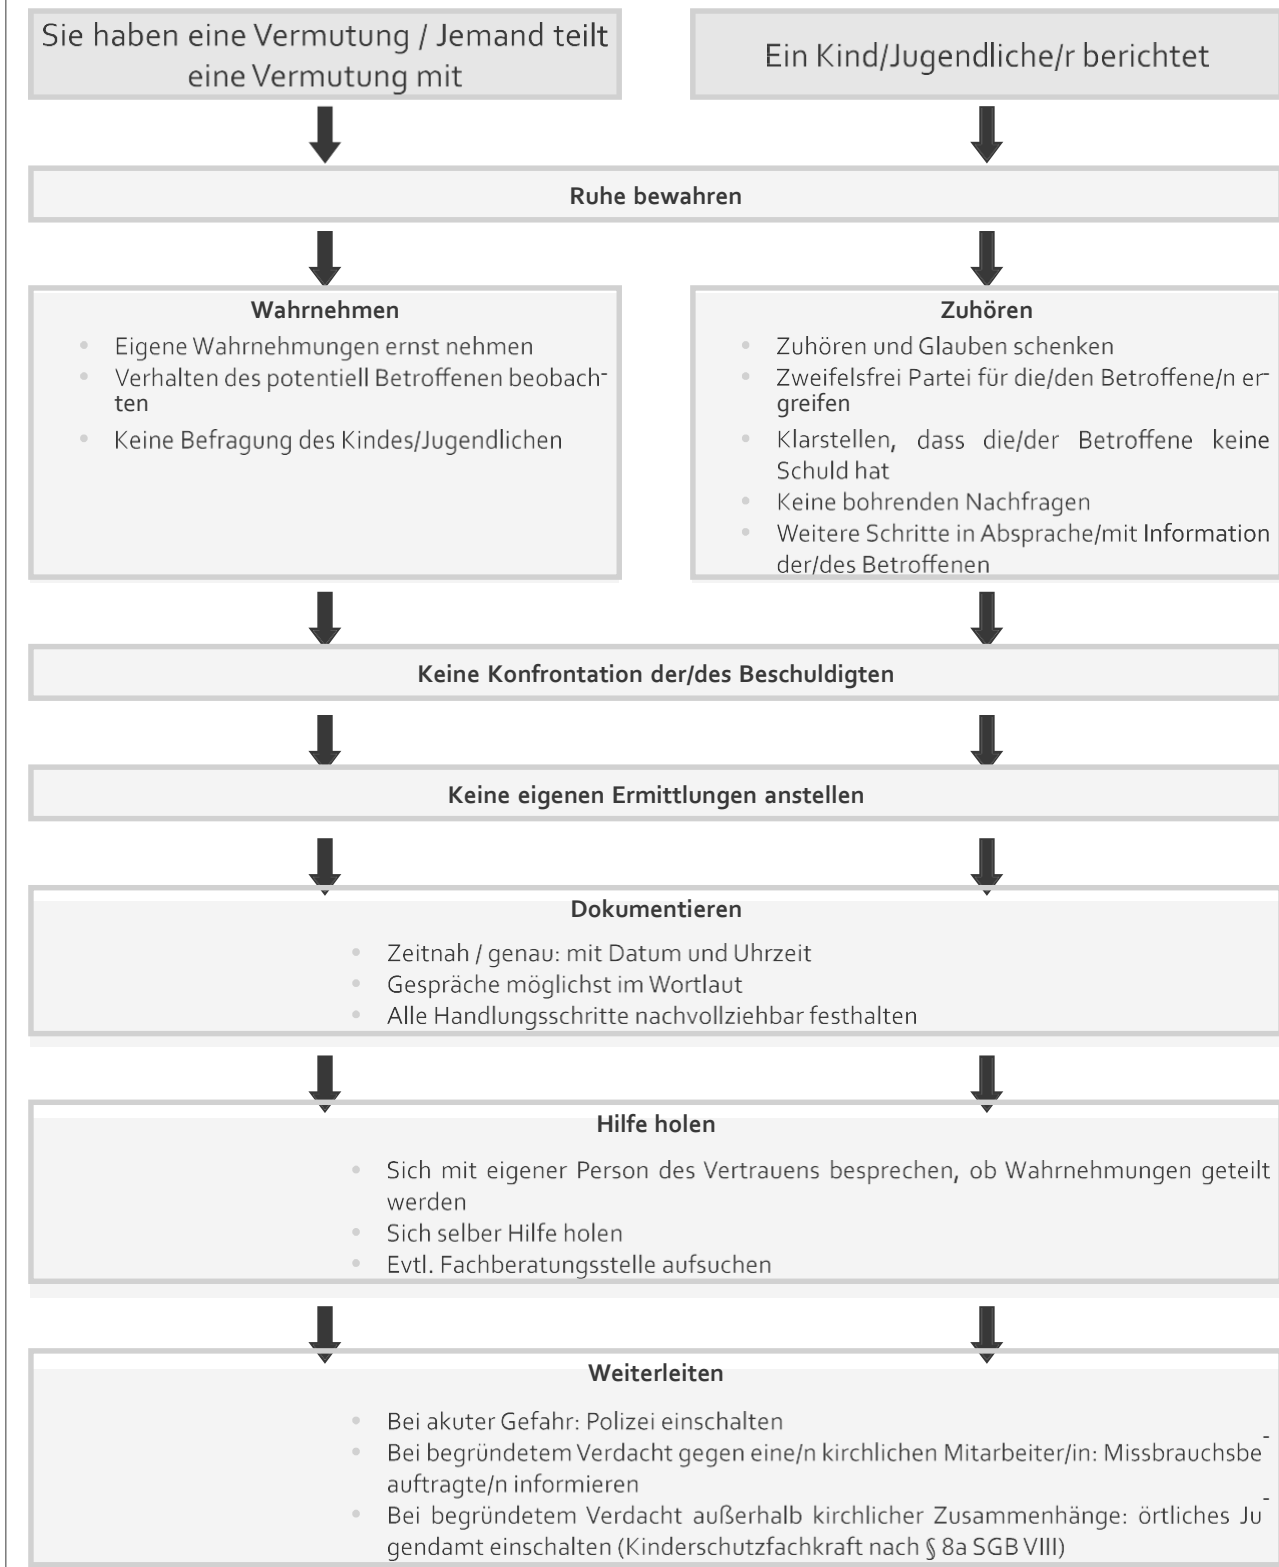 Sie haben eine Vermutung / Jemand teilt
eine Vermutung mit
Ein Kind/Jugendliche/r berichtet
Ruhe bewahren
Wahrnehmen
• Eigene Wahrnehmungen ernst nehmen
• Verhalten des potentiell Betroffenen beobach-
ten
• Keine Befragung des Kindes/Jugendlichen
Zuhören
• Zuhören und Glauben schenken
• Zweifelsfrei Partei für die/den Betroffene/n er-
greifen
• Klarstellen, dass die/der Betroffene keine
Schuld hat
• Keine bohrenden Nachfragen
• Weitere Schritte in Absprache/mit Information
der/des Betroffenen
Keine Konfrontation der/des Beschuldigten
Keine eigenen Ermittlungen anstellen
Dokumentieren
• Zeitnah / genau: mit Datum und Uhrzeit
• Gespräche möglichst im Wortlaut
• Alle Handlungsschritte nachvollziehbar festhalten
Hilfe holen
• Sich mit eigener Person des Vertrauens besprechen, ob Wahrnehmungen geteilt
werden
• Sich selber Hilfe holen
• Evtl. Fachberatungsstelle aufsuchen
Weiterleiten
• Bei akuter Gefahr: Polizei einschalten
• Bei begründetem Verdacht gegen eine/n kirchlichen Mitarbeiter/in: Missbrauchsbe-
auftragte/n informieren
• Bei begründetem Verdacht außerhalb kirchlicher Zusammenhänge: örtliches Ju-
gendamt einschalten (Kinderschutzfachkraft nach § 8a SGB VIII)